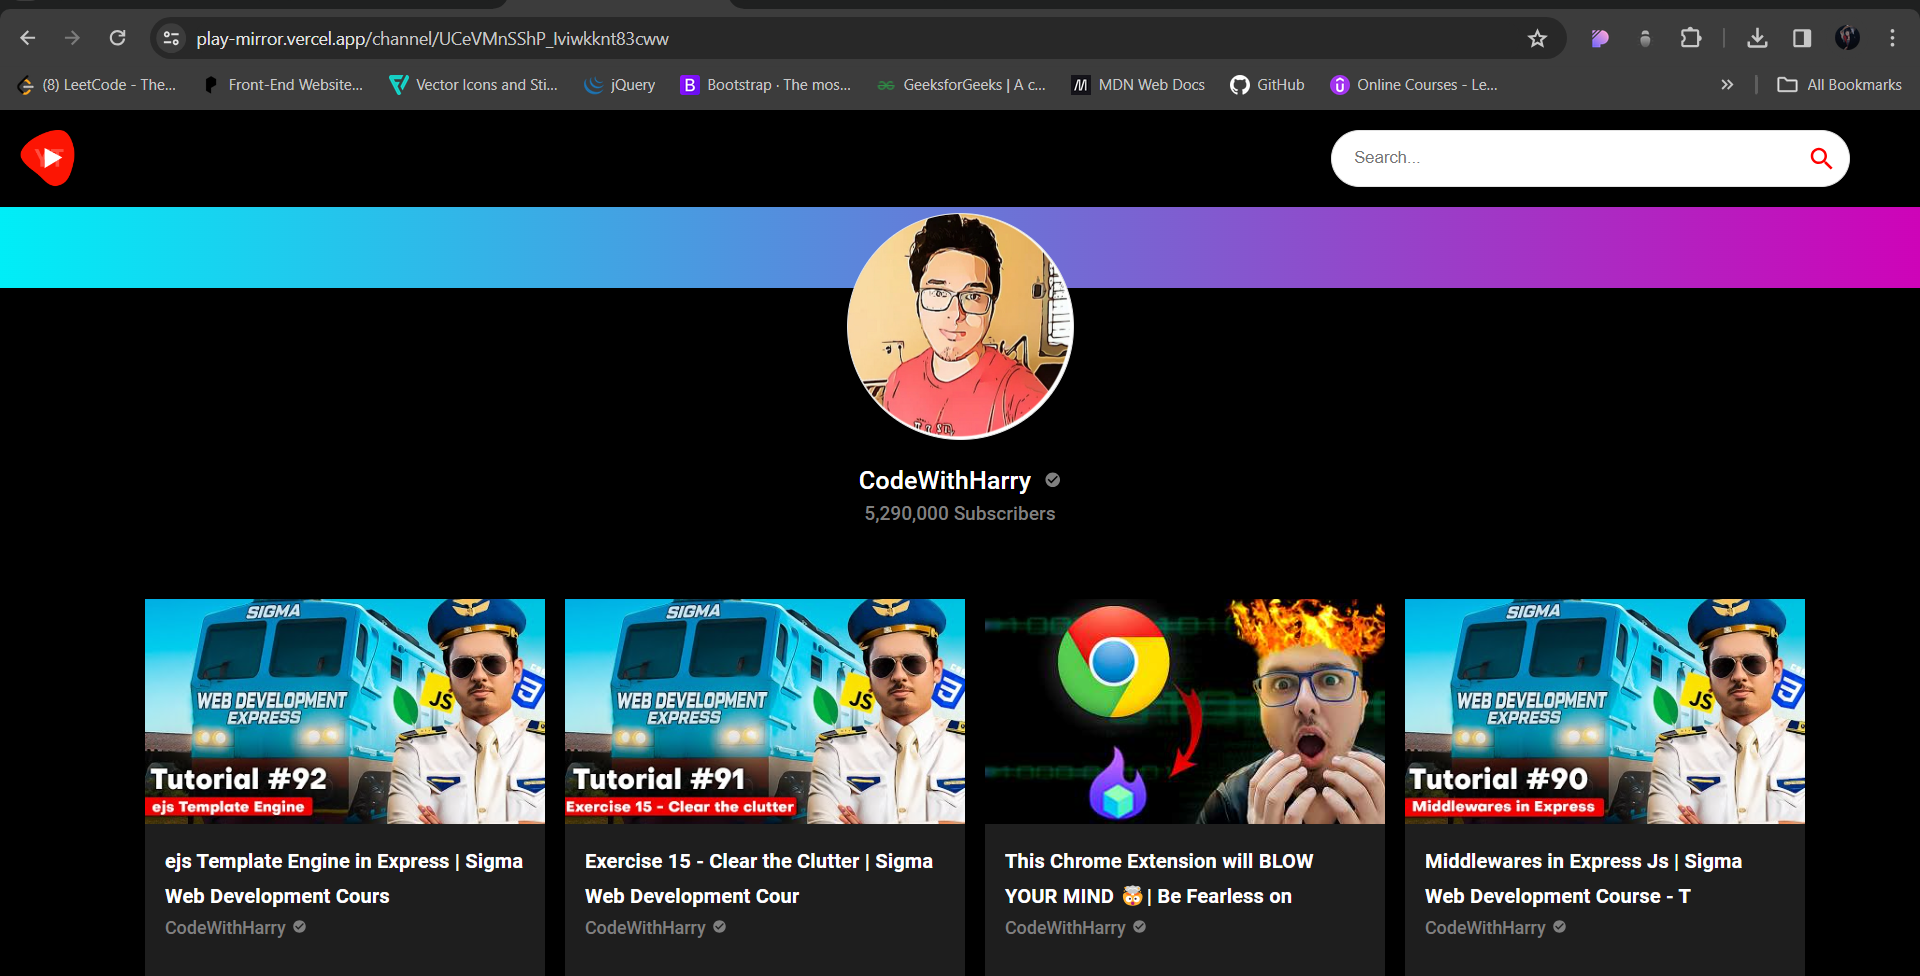 play-mirror.vercel.app/channel/UCeVMnSShP_Iviwkknt83cww
(8) LeetCode - The... Front-End Website... Vector Icons and Sti... jQuery B Bootstrap · The mos... GeeksforGeeks | A c... M MDN Web Docs GitHub Online Courses - Le... » All Bookmarks
YT Search...
CodeWithHarry
5,290,000 Subscribers
SIGMA
WEB DEVELOPMENT
EXPRESS
JS
Tutorial #92
ejs Template Engine
ejs Template Engine in Express | Sigma
Web Development Cours
CodeWithHarry
SIGMA
WEB DEVELOPMENT
EXPRESS
JS
Tutorial #91
Exercise 15 - Clear the clutter
Exercise 15 - Clear the Clutter | Sigma
Web Development Cour
CodeWithHarry
This Chrome Extension will BLOW
YOUR MIND 🤯 | Be Fearless on
CodeWithHarry
SIGMA
WEB DEVELOPMENT
EXPRESS
JS
Tutorial #90
Middlewares in Express
Middlewares in Express Js | Sigma
Web Development Course - T
CodeWithHarry